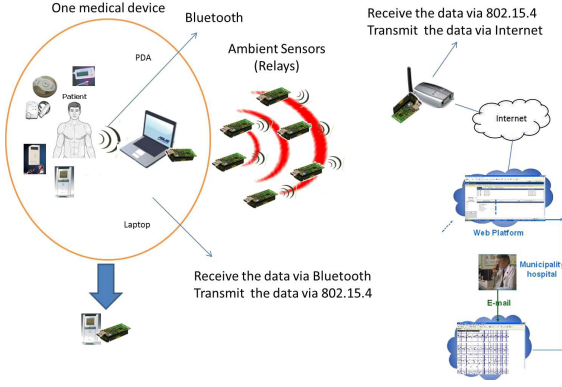 One medical device
Bluetooth
PDA
Patient
Laptop
Ambient Sensors
(Relays)
Receive the data via Bluetooth
Transmit the data via 802.15.4
Receive the data via 802.15.4
Transmit the data via Internet
Internet
Web Platform
Municipality
hospital
E-mail